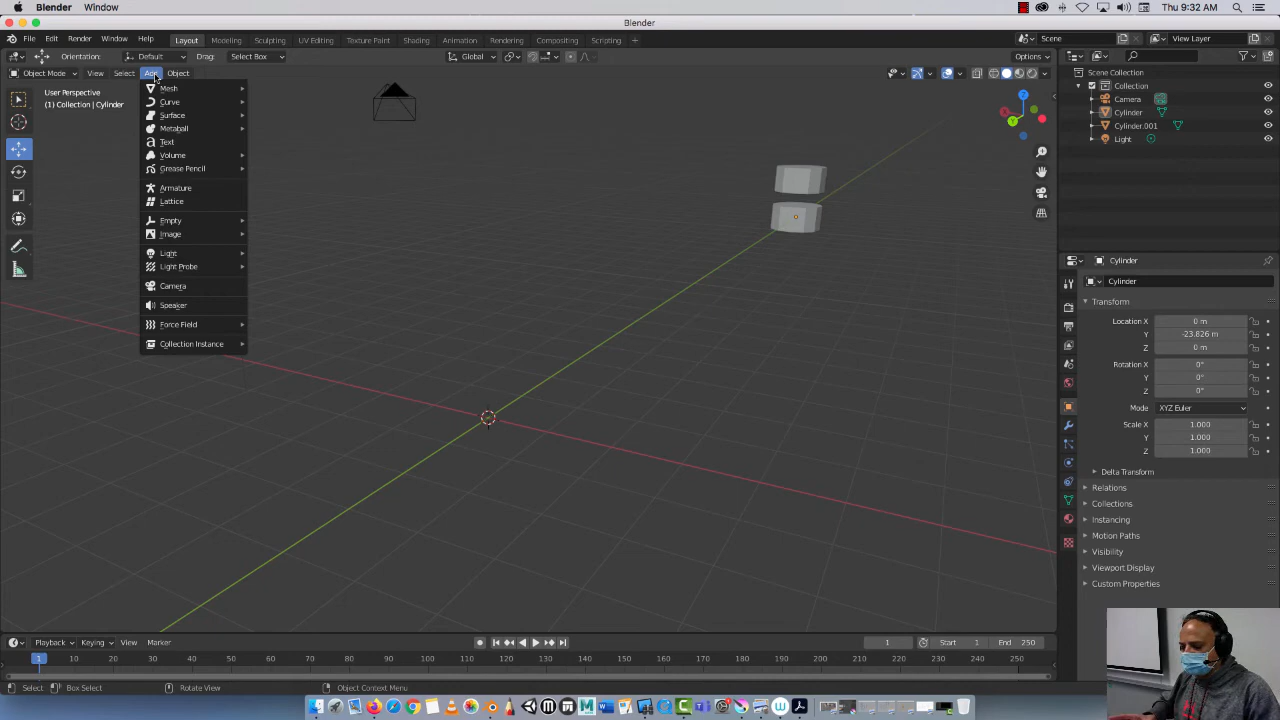 Blender Window Thu 9:32 AM
Blender
File Edit Render Window Help Layout Modeling Sculpting UV Editing Texture Paint Shading Animation Rendering Compositing Scripting + Scene View Layer
Orientation: Default Drag: Select Box Global Options
Object Mode View Select Add Object
User Perspective
(1) Collection | Cylinder
Mesh
Curve
Surface
Metaball
Text
Volume
Grease Pencil
Armature
Lattice
Empty
Image
Light
Light Probe
Camera
Speaker
Force Field
Collection Instance
Z
Y
Scene Collection
Collection
Camera
Cylinder
Cylinder.001
Light
Cylinder
Cylinder
Transform
Location X 0 m
Y -23.826 m
Z 0 m
Rotation X 0°
Y 0°
Z 0°
Mode XYZ Euler
Scale X 1.000
Y 1.000
Z 1.000
Delta Transform
Relations
Collections
Instancing
Motion Paths
Visibility
Viewport Display
Custom Properties
Playback Keying View Marker 1 Start 1 End 250
1 10 20 30 40 50 60 70 80 90 100 110 120 130 140 150 160 170 180 190 200 210 220 230 240 250
Select Box Select Rotate View Object Context Menu